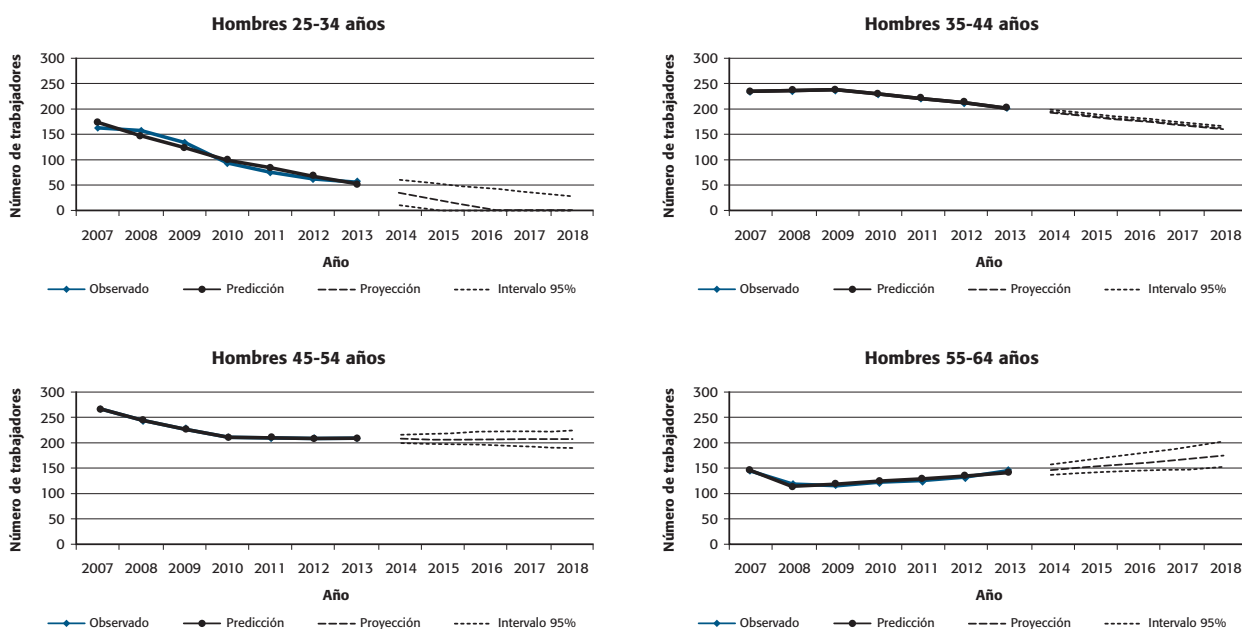 Hombres 25-34 años
Número de trabajadores
300
250
200
150
100
50
0
2007 2008 2009 2010 2011 2012 2013 2014 2015 2016 2017 2018
Año
Observado Predicción Proyección Intervalo 95%
Hombres 35-44 años
Número de trabajadores
300
250
200
150
100
50
0
2007 2008 2009 2010 2011 2012 2013 2014 2015 2016 2017 2018
Año
Observado Predicción Proyección Intervalo 95%
Hombres 45-54 años
Número de trabajadores
300
250
200
150
100
50
0
2007 2008 2009 2010 2011 2012 2013 2014 2015 2016 2017 2018
Año
Observado Predicción Proyección Intervalo 95%
Hombres 55-64 años
Número de trabajadores
300
250
200
150
100
50
0
2007 2008 2009 2010 2011 2012 2013 2014 2015 2016 2017 2018
Año
Observado Predicción Proyección Intervalo 95%